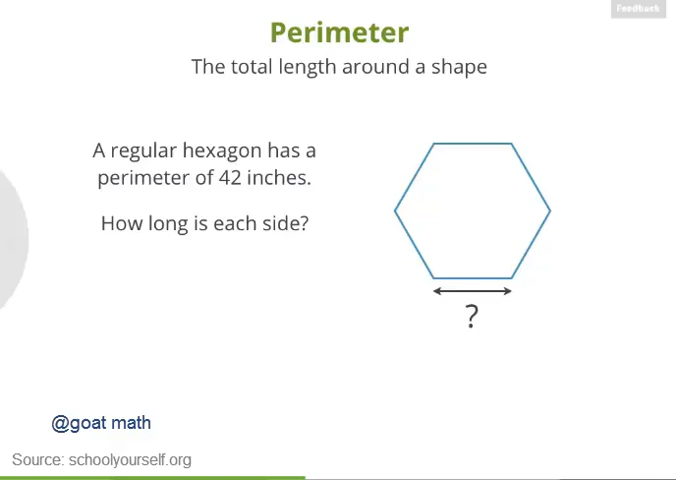 Feedback
Perimeter
The total length around a shape
A regular hexagon has a
perimeter of 42 inches.
How long is each side?
?
@goat math
Source: schoolyourself.org